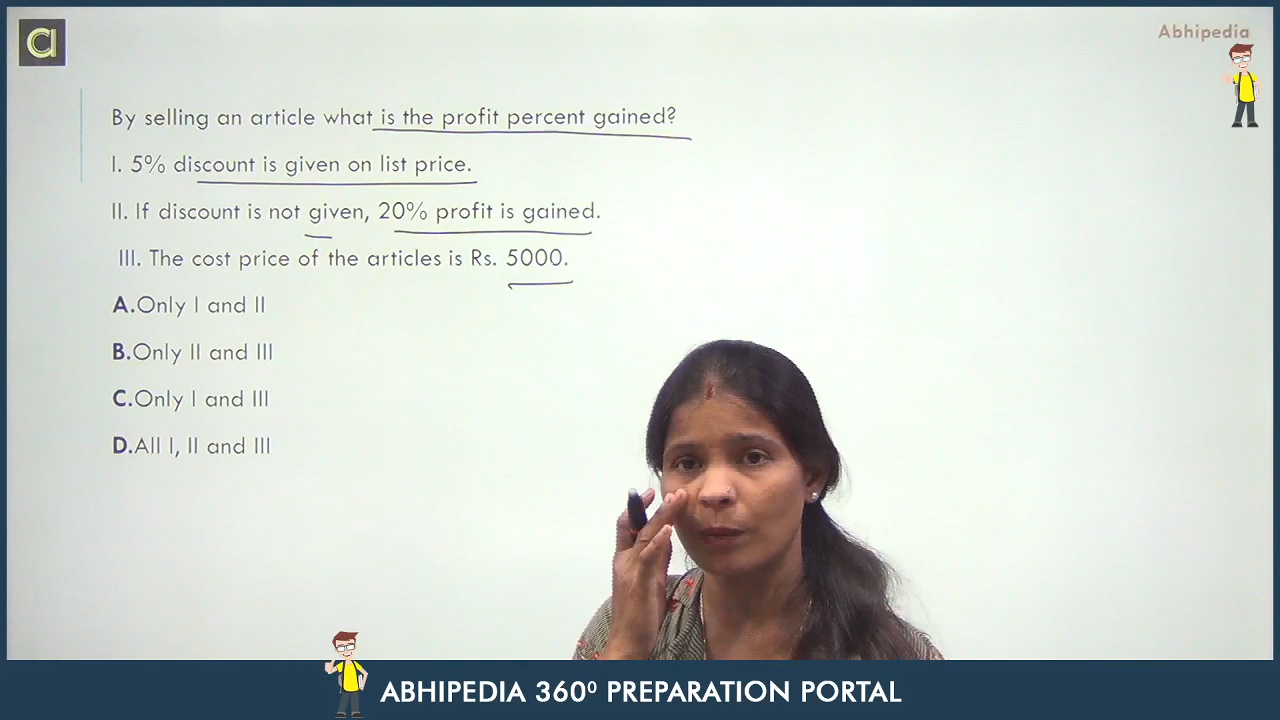 a
Abhipedia
By selling an article what is the profit percent gained?
I. 5% discount is given on list price.
II. If discount is not given, 20% profit is gained.
III. The cost price of the articles is Rs. 5000.
A.Only I and II
B.Only II and III
C.Only I and III
D.All I, II and III
ABHIPEDIA 360⁰ PREPARATION PORTAL